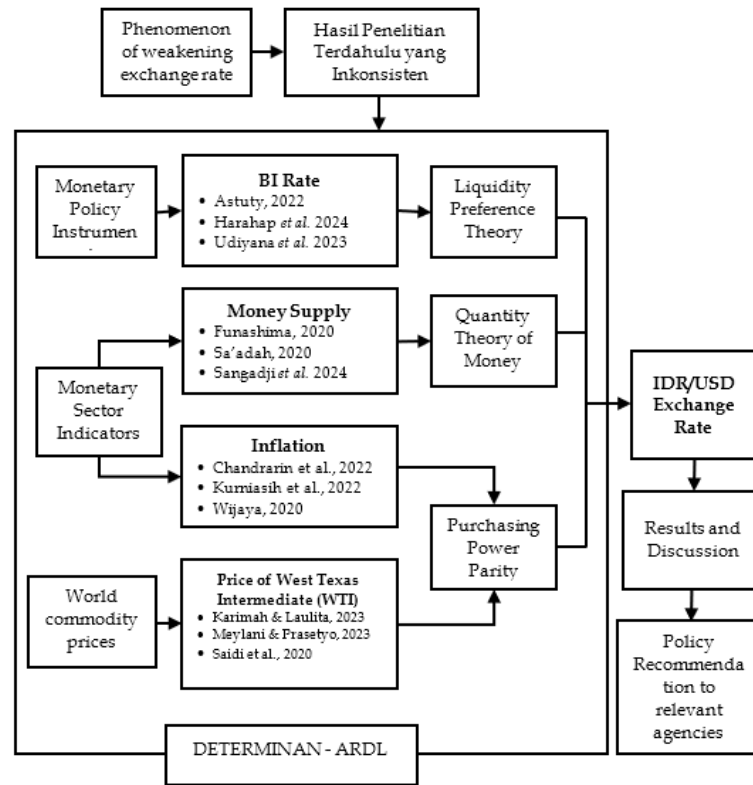 Phenomenon
of weakening
exchange rate
Hasil Penelitian
Terdahulu yang
Inkonsisten
Monetary
Policy
Instrumen
BI Rate
• Astuty, 2022
• Harahap et al. 2024
• Udiyana et al. 2023
Liquidity
Preference
Theory
Money Supply
• Funashima, 2020
• Sa’adah, 2020
• Sangadji et al. 2024
Quantity
Theory of
Money
Monetary
Sector
Indicators
Inflation
• Chandrarin et al., 2022
• Kurniasih et al., 2022
• Wijaya, 2020
Purchasing
Power
Parity
World
commodity
prices
Price of West Texas
Intermediate (WTI)
• Karimah & Laulita, 2023
• Meylani & Prasetyo, 2023
• Saidi et al., 2020
IDR/USD
Exchange
Rate
Results and
Discussion
Policy
Recommenda
tion to
relevant
agencies
DETERMINAN - ARDL